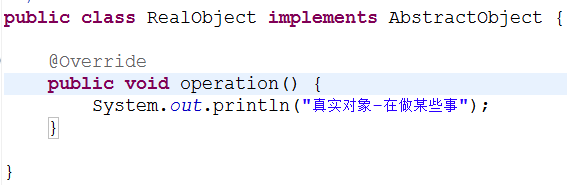 public class RealObject implements AbstractObject {
@Override
public void operation() {
System.out.println("真实对象-在做某些事");
}
}